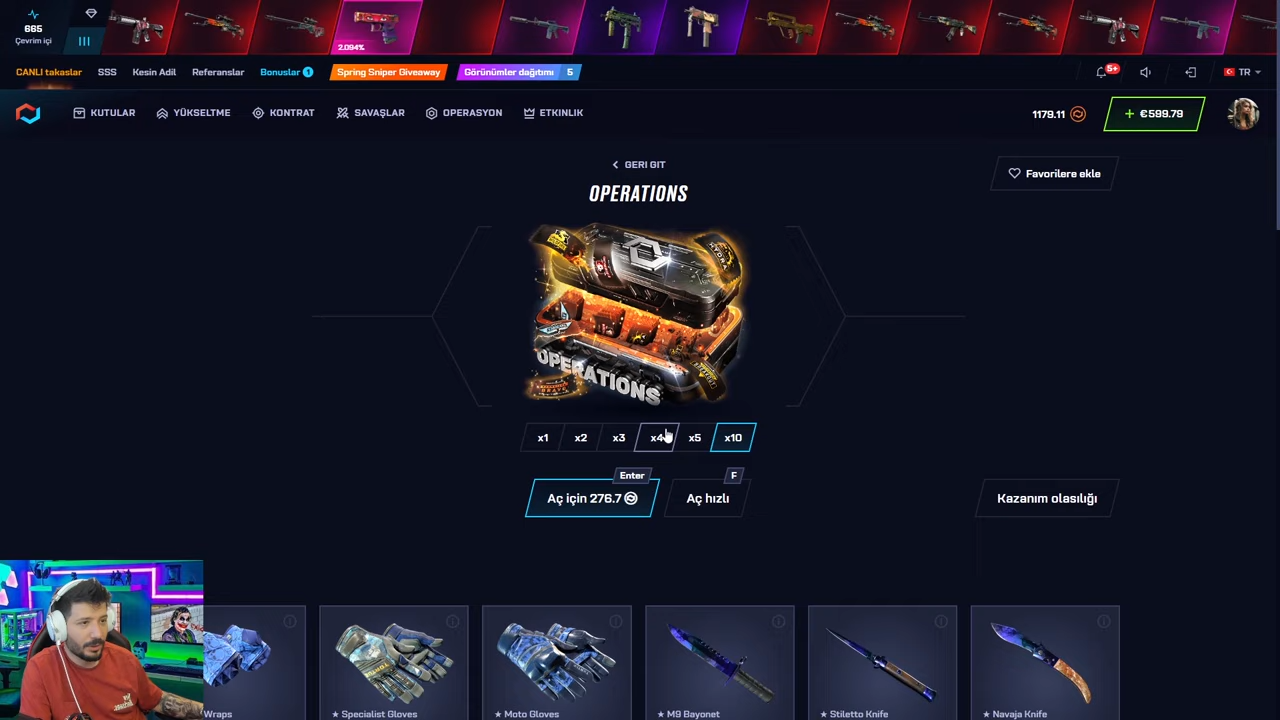 665
Çevrim içi
2.094%
CANLI takaslar
SSS
Kesin Adil
Referanslar
Bonuslar 1
Spring Sniper Giveaway
Görünümler dağıtımı 5
5+
TR
KUTULAR
YÜKSELTME
KONTRAT
SAVAŞLAR
OPERASYON
ETKINLIK
1179.11
+ €599.79
GERI GIT
Favorilere ekle
OPERATIONS
HYDRA
OPERATIONS
BRAVO
x1
x2
x3
x4
x5
x10
Enter
F
Aç için 276.7
Aç hızlı
Kazanım olasılığı
Wraps
★ Specialist Gloves
★ Moto Gloves
★ M9 Bayonet
★ Stiletto Knife
★ Navaja Knife